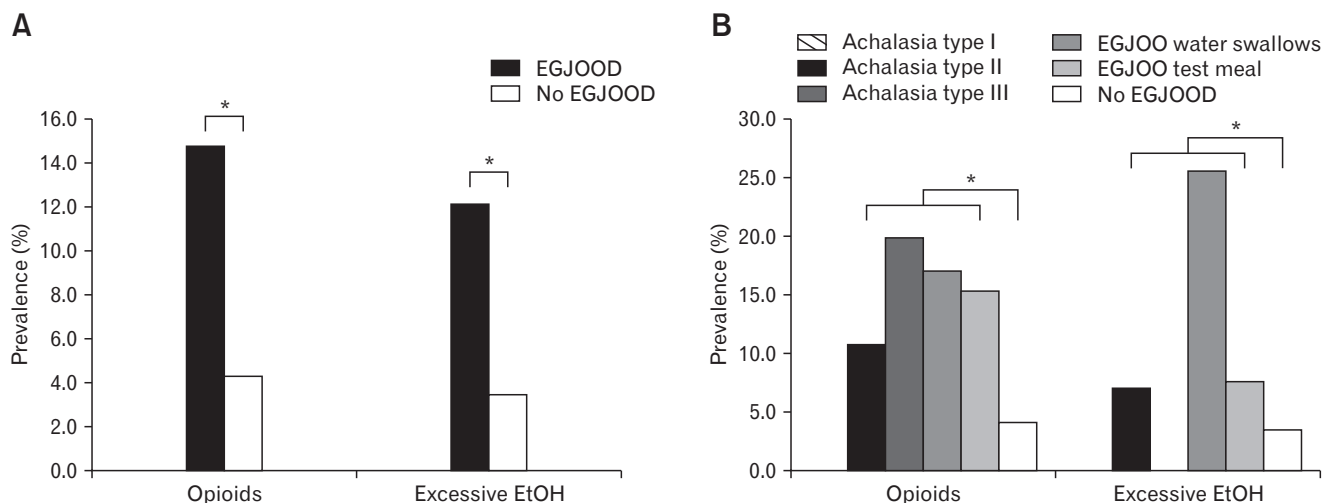 A
EGJOOD
No EGJOOD
*
*
16.0
14.0
12.0
10.0
8.0
6.0
4.0
2.0
0.0
Prevalence (%)
Opioids Excessive EtOH
B
Achalasia type I EGJOO water swallows
Achalasia type II EGJOO test meal
Achalasia type III No EGJOOD
*
*
30.0
25.0
20.0
15.0
10.0
5.0
0.0
Prevalence (%)
Opioids Excessive EtOH